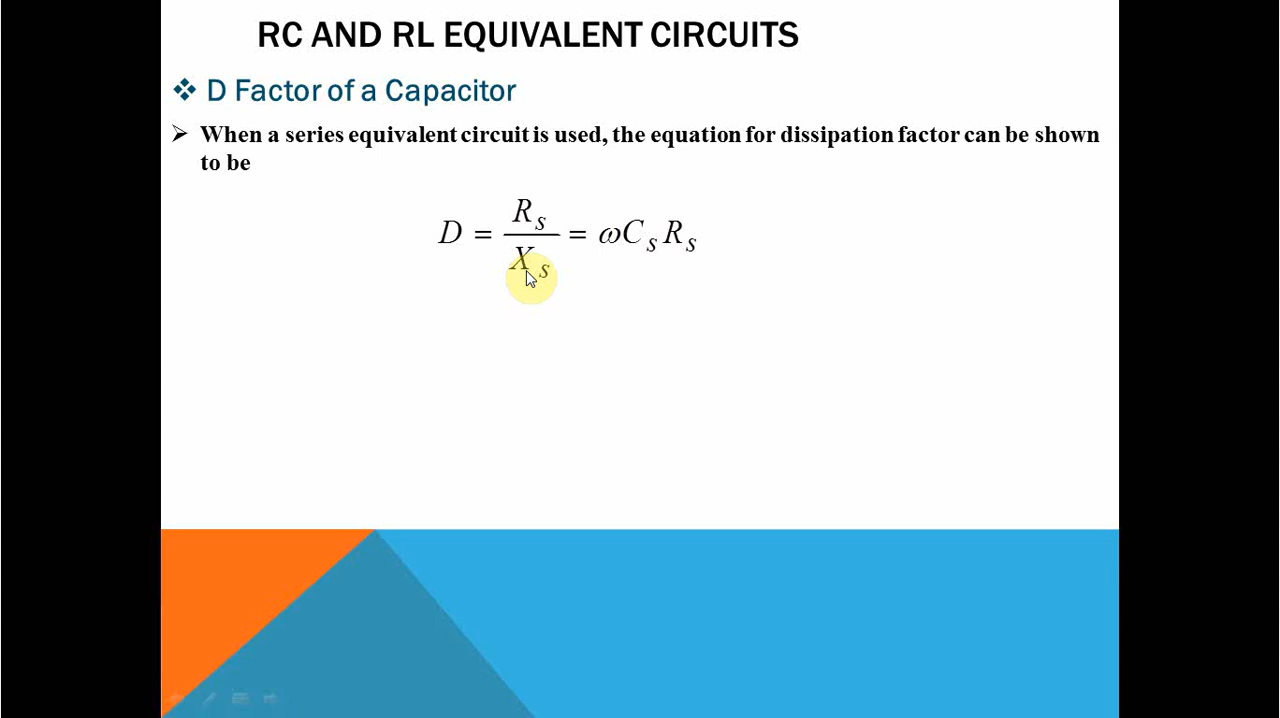 RC AND RL EQUIVALENT CIRCUITS
❖ D Factor of a Capacitor
➢ When a series equivalent circuit is used, the equation for dissipation factor can be shown
to be
D = R_s / X_s = ωC_s R_s